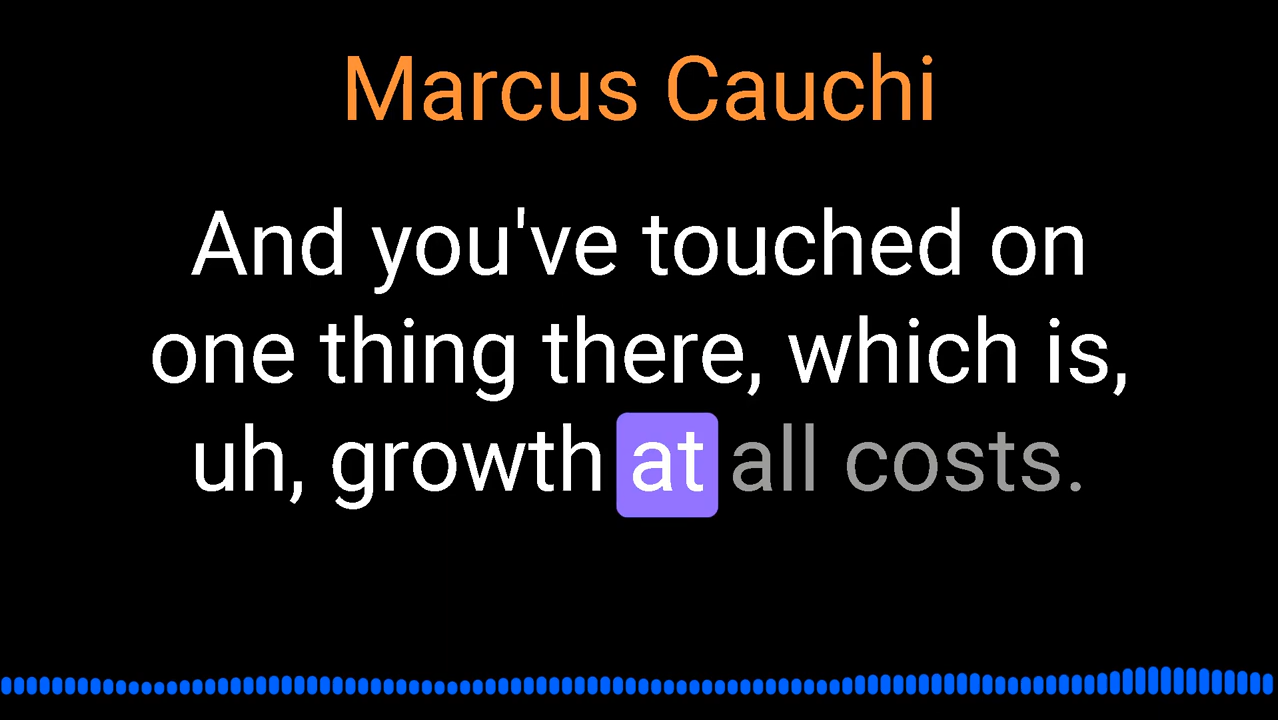 Marcus Cauchi
And you've touched on
one thing there, which is,
uh, growth at all costs.